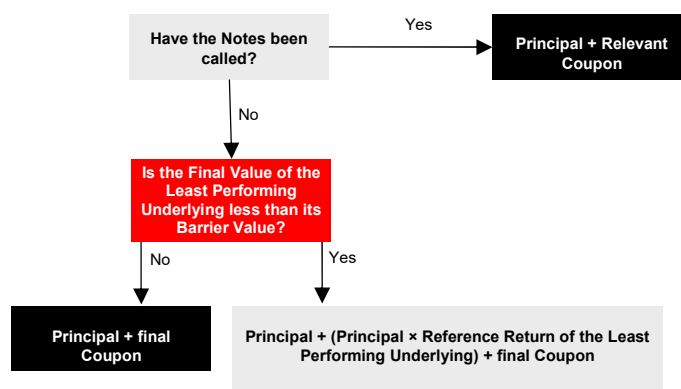 Have the Notes been
called?
Yes
Principal + Relevant
Coupon
No
Is the Final Value of the
Least Performing
Underlying less than its
Barrier Value?
No
Yes
Principal + final
Coupon
Principal + (Principal × Reference Return of the Least
Performing Underlying) + final Coupon